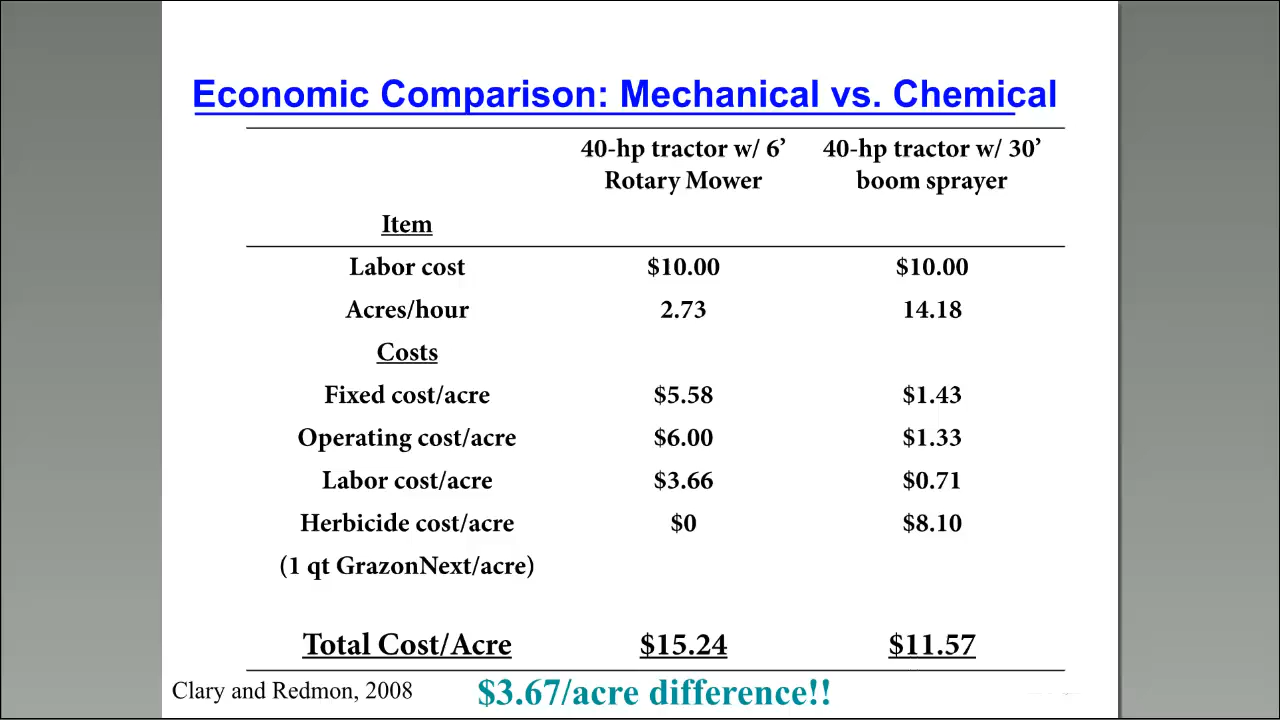 Economic Comparison: Mechanical vs. Chemical
40-hp tractor w/ 6’ 40-hp tractor w/ 30’
Rotary Mower boom sprayer
Item
Labor cost $10.00 $10.00
Acres/hour 2.73 14.18
Costs
Fixed cost/acre $5.58 $1.43
Operating cost/acre $6.00 $1.33
Labor cost/acre $3.66 $0.71
Herbicide cost/acre $0 $8.10
(1 qt GrazonNext/acre)
Total Cost/Acre $15.24 $11.57
Clary and Redmon, 2008 $3.67/acre difference!!